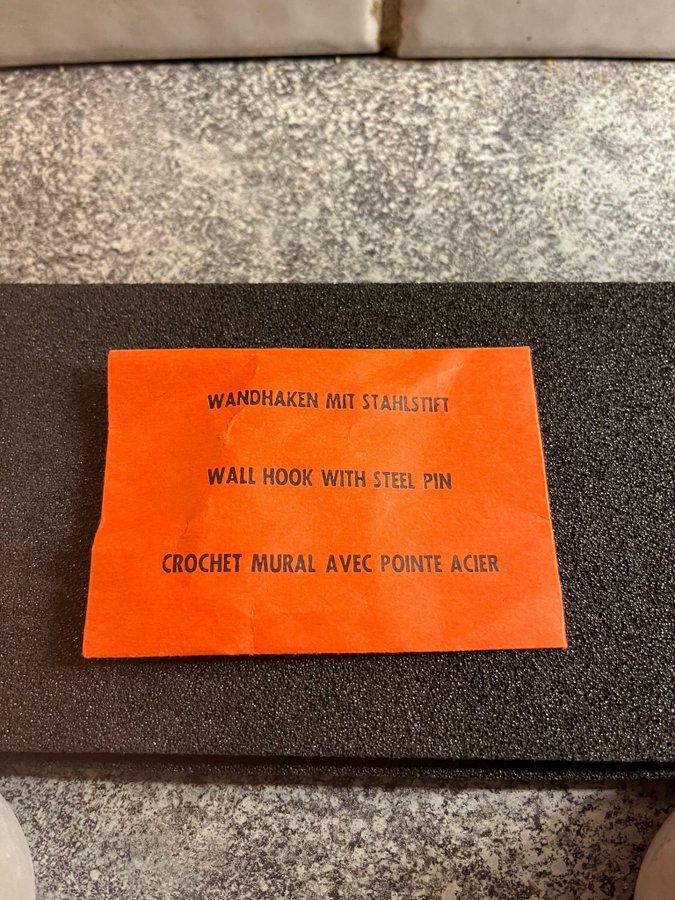 WANDHAKEN MIT STAHLSTIFT
WALL HOOK WITH STEEL PIN
CROCHET MURAL AVEC POINTE ACIER